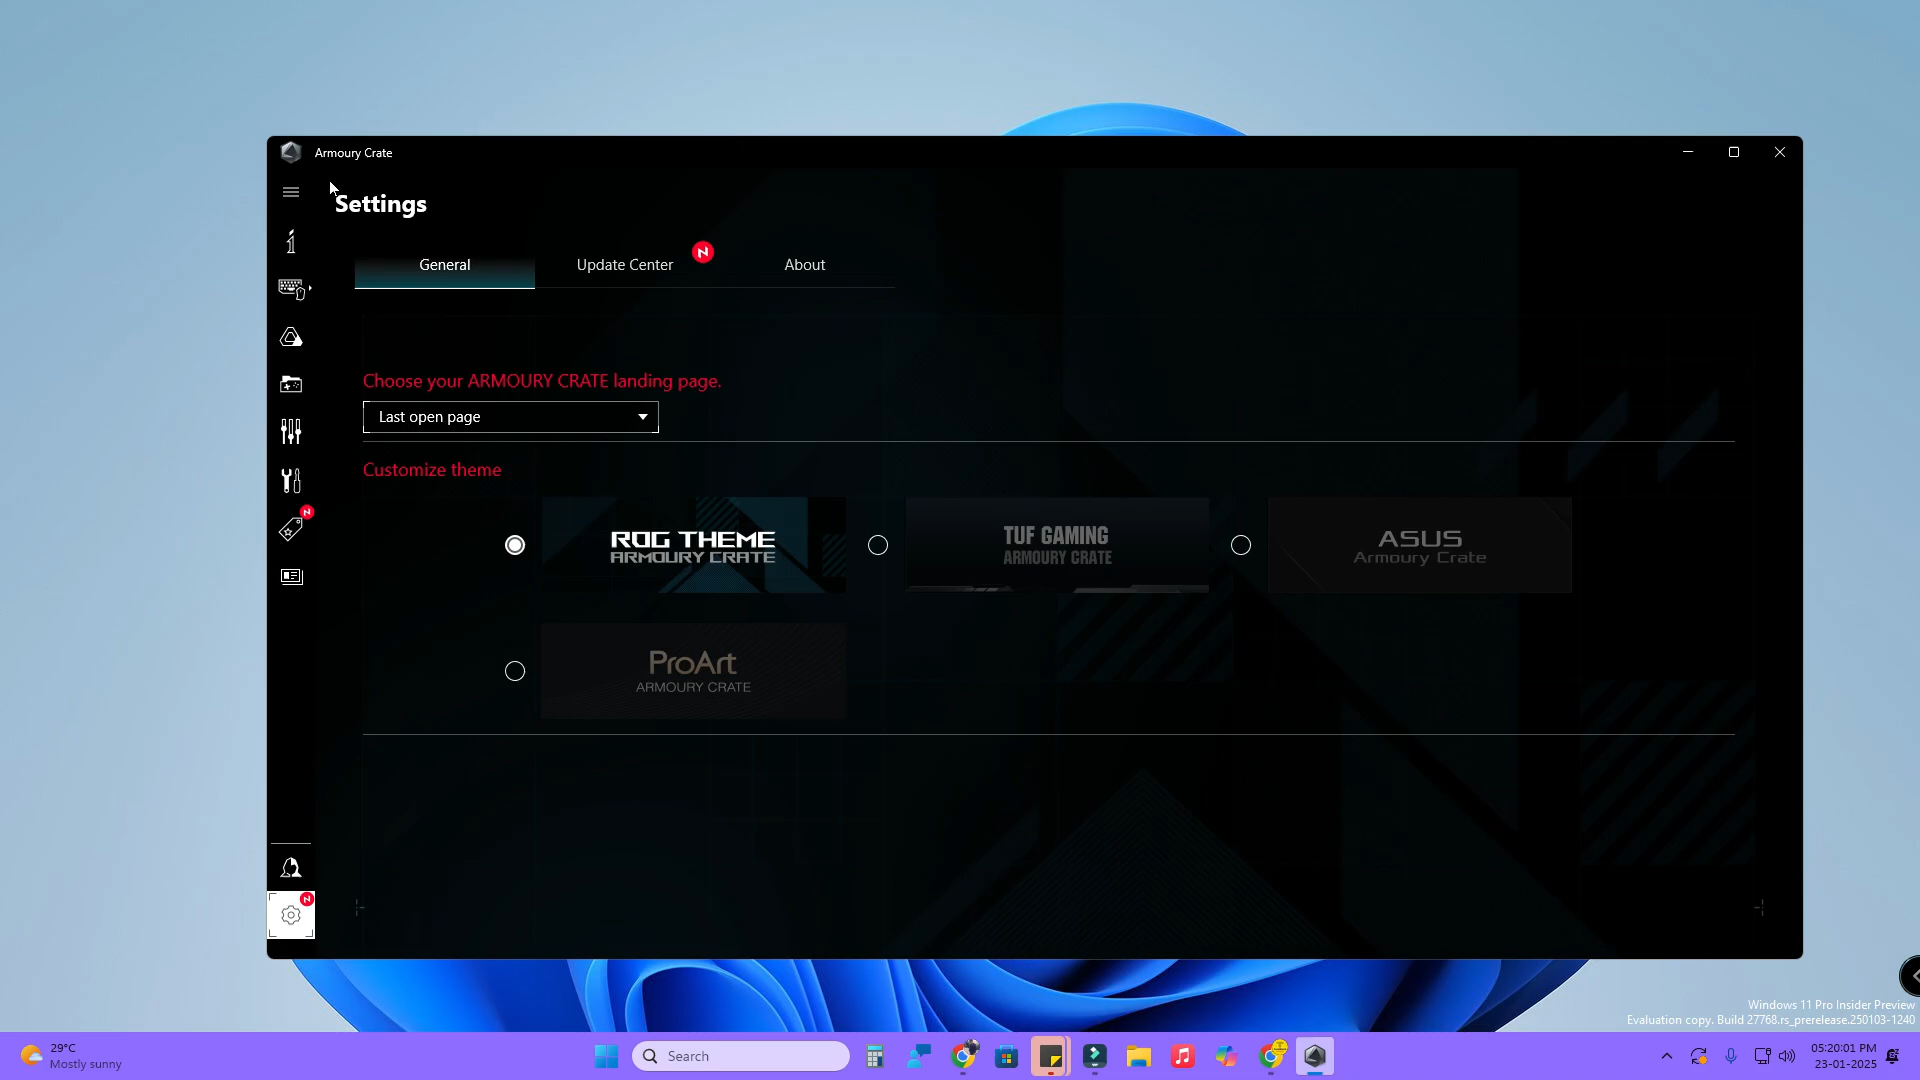 Armoury Crate
Settings
General
Update Center
N
About
Choose your ARMOURY CRATE landing page.
Last open page
Customize theme
ROG THEME
ARMOURY CRATE
TUF GAMING
ARMOURY CRATE
ASUS
Armoury Crate
ProArt
ARMOURY CRATE
N
N
Windows 11 Pro Insider Preview
Evaluation copy. Build 27768.rs_prerelease.250103-1240
29°C
Mostly sunny
Search
05:20:01 PM
23-01-2025